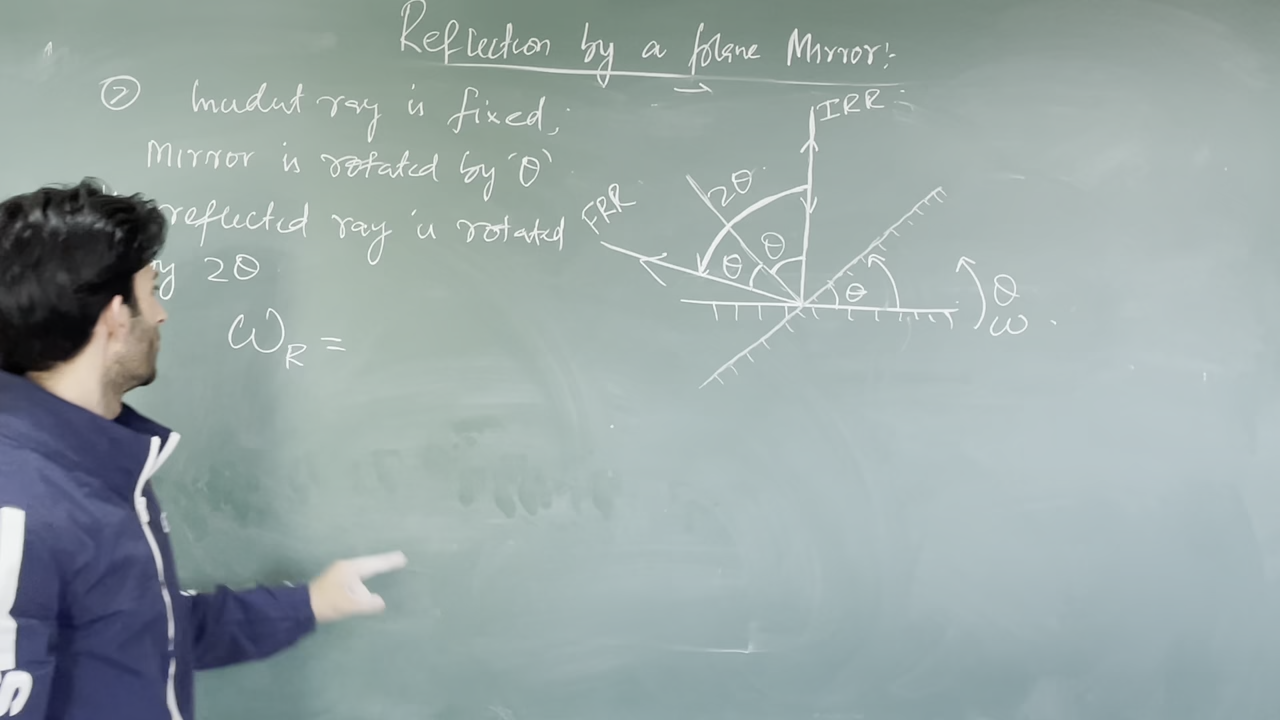 Reflection by a plane Mirror:-
② Incident ray is fixed,
Mirror is rotated by 'θ'
reflected ray is rotated
by 2θ
ω_R =
IRR
FRR
2θ
θ
θ
θ
θ
ω